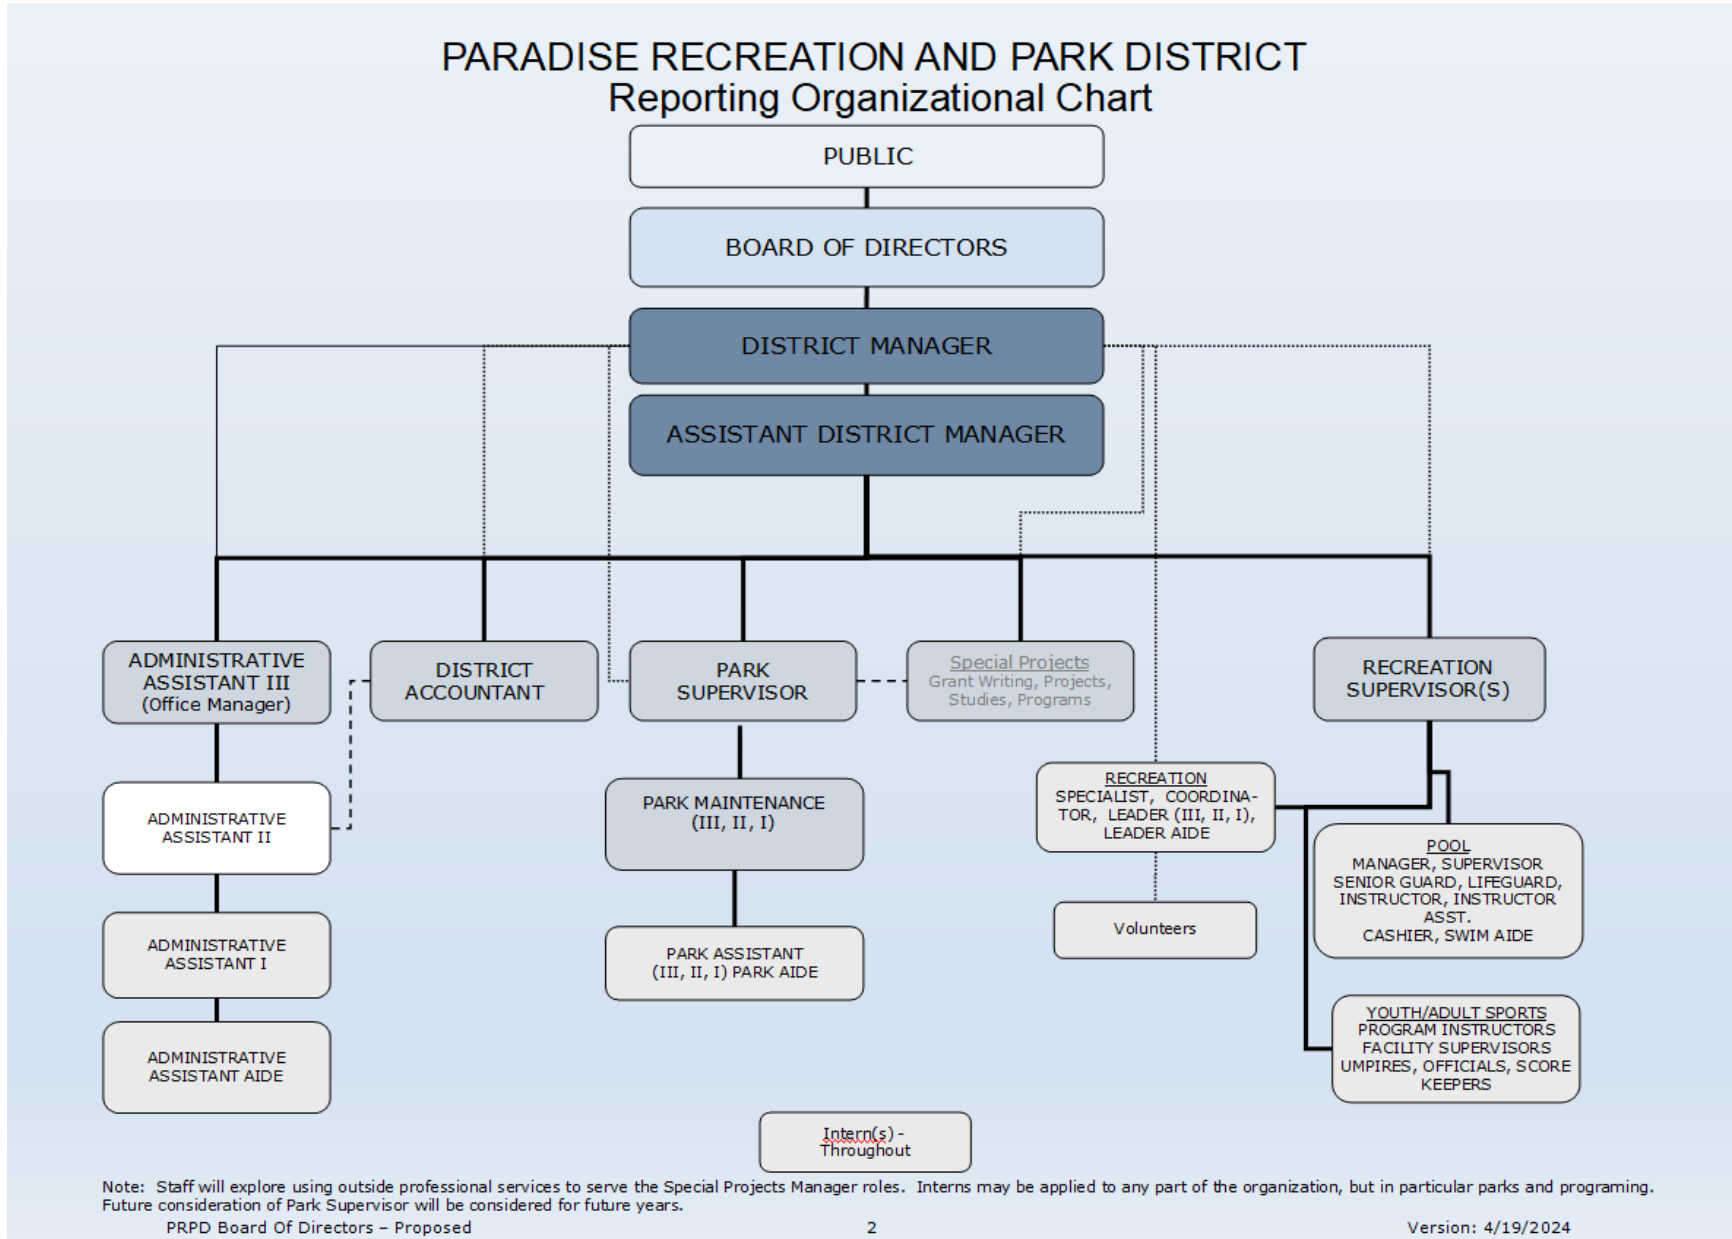 PARADISE RECREATION AND PARK DISTRICT
Reporting Organizational Chart
PUBLIC
BOARD OF DIRECTORS
DISTRICT MANAGER
ASSISTANT DISTRICT MANAGER
ADMINISTRATIVE
ASSISTANT III
(Office Manager)
DISTRICT
ACCOUNTANT
PARK
SUPERVISOR
Special Projects
Grant Writing, Projects,
Studies, Programs
RECREATION
SUPERVISOR(S)
ADMINISTRATIVE
ASSISTANT II
PARK MAINTENANCE
(III, II, I)
RECREATION
SPECIALIST, COORDINA-
TOR, LEADER (III, II, I),
LEADER AIDE
POOL
MANAGER, SUPERVISOR
SENIOR GUARD, LIFEGUARD,
INSTRUCTOR, INSTRUCTOR
ASST.
CASHIER, SWIM AIDE
ADMINISTRATIVE
ASSISTANT I
PARK ASSISTANT
(III, II, I) PARK AIDE
Volunteers
ADMINISTRATIVE
ASSISTANT AIDE
YOUTH/ADULT SPORTS
PROGRAM INSTRUCTORS
FACILITY SUPERVISORS
UMPIRES, OFFICIALS, SCORE
KEEPERS
Intern(s) -
Throughout
Note: Staff will explore using outside professional services to serve the Special Projects Manager roles. Interns may be applied to any part of the organization, but in particular parks and programing.
Future consideration of Park Supervisor will be considered for future years.
PRPD Board Of Directors – Proposed 2 Version: 4/19/2024